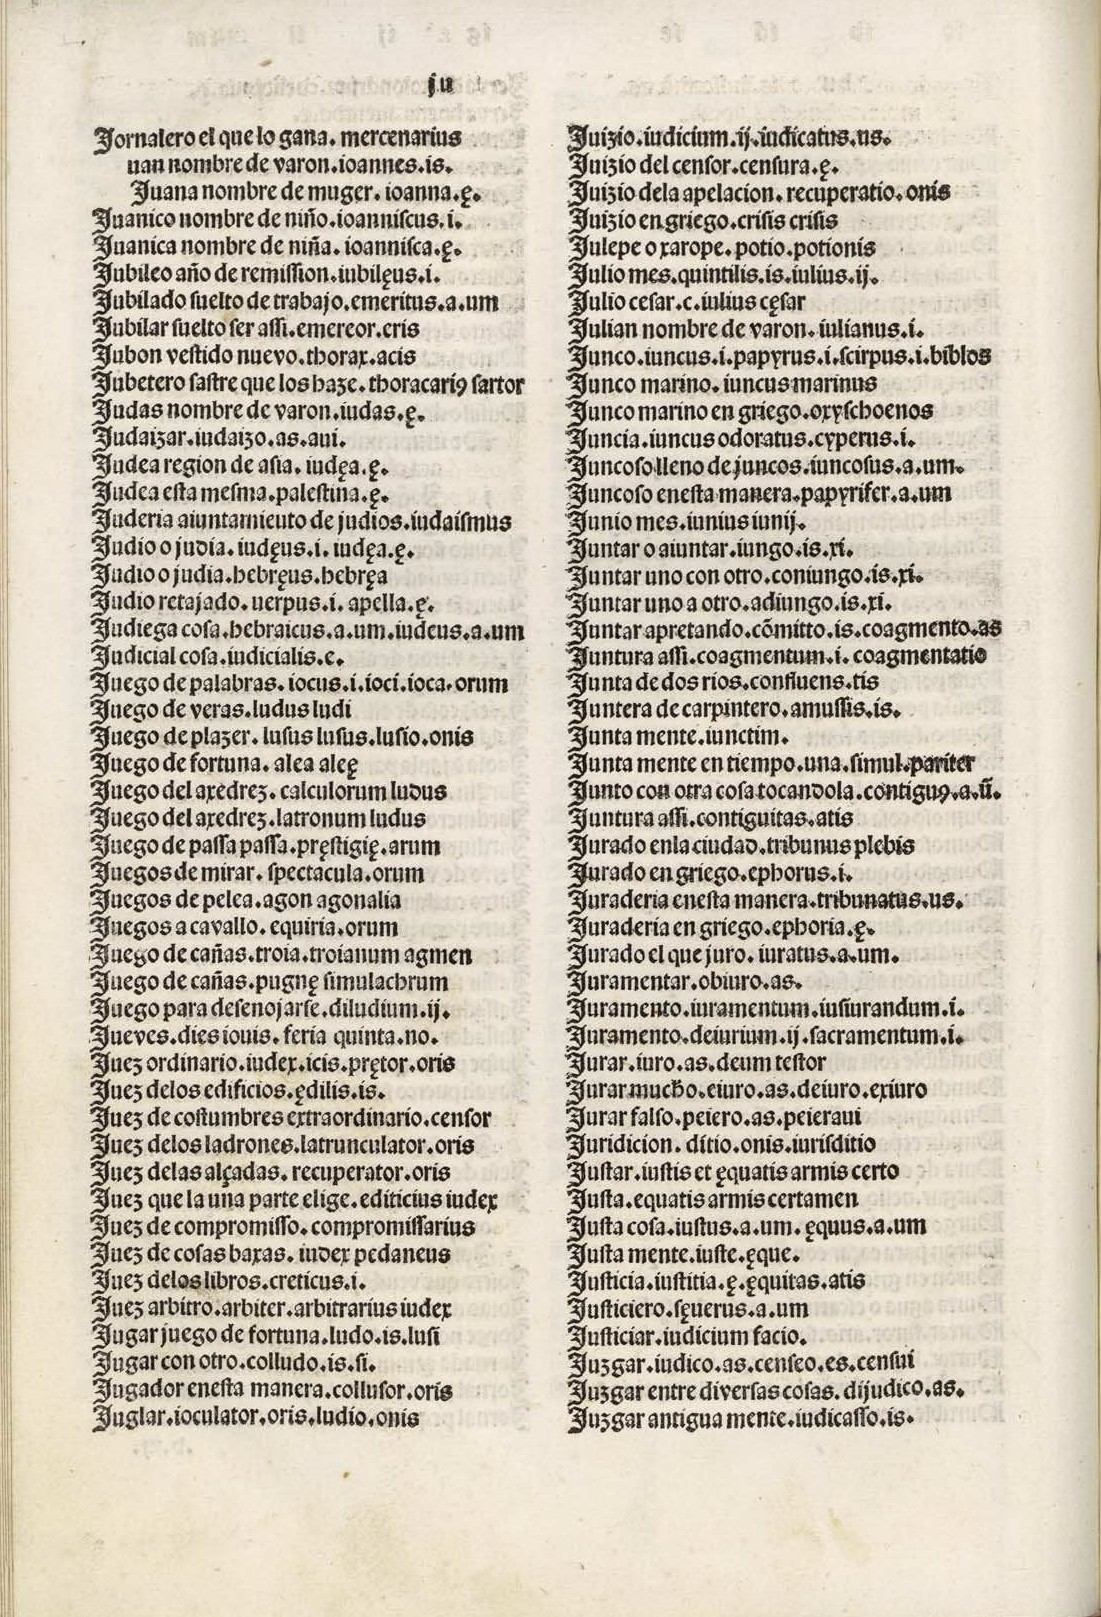 ju
Jornalero el que lo gana. mercenarius
uan nombre de varon.ioannes.is.
Juana nombre de muger. ioanna.ę.
Juanico nombre de niño.ioanniscus.i.
Juanica nombre de niña. ioannisca.ę.
Jubileo año de remission.iubilęus.i.
Jubilado suelto de trabajo.emeritus.a.um
Jubilar suelto ser assi.emereor.eris
Jubon vestido nuevo.thorax.acis
Jubetero sastre que los haze.thoracariꝯ sartor
Judas nombre de varon.iudas.ę.
Judaizar.iudaizo.as.aui.
Judea region de asia. iudęa.ę.
Judea esta mesma.palestina.ę.
Juderia aiuntamiento de judios.iudaismus
Judio o judia.iudęus.i. iudęa.ę.
Judio o judia.hebręus.hebręa
Judio retajado. uerpus.i. apella.ę.
Judiega cosa.hebraicus.a.um.iudeus.a.um
Judicial cosa.iudicialis.e.
Juego de palabras. iocus.i.ioci.ioca.orum
Juego de veras.ludus ludi
Juego de plazer. lusus lusus.lusio.onis
Juego de fortuna. alea aleę
Juego del axedrez. calculorum ludus
Juego del axedrez.latronum ludus
Juego de passa passa.pręstigię.arum
Juegos de mirar. spectacula.orum
Juegos de pelea.agon agonalia
Juegos a cavallo. equiria.orum
Juego de cañas.troia.troianum agmen
Juego de cañas.pugnę simulachrum
Juego para desenojarse.diludium.ij.
Jueves.dies iouis. feria quinta.no.
Juez ordinario.iudex.icis.prętor.oris
Juez delos edificios.ędilis.is.
Juez de costumbres extraordinario.censor
Juez delos ladrones.latrunculator.oris
Juez delas alçadas. recuperator.oris
Juez que la una parte elige.editicius iudex
Juez de compromisso.compromissarius
Juez de cosas baxas. iudex pedaneus
Juez delos libros.creticus.i.
Juez arbitro.arbiter.arbitrarius iudex
Jugar juego de fortuna.ludo.is.lusi
Jugar con otro.colludo.is.si.
Jugador enesta manera.collusor.oris
Juglar.ioculator.oris.ludio.onis
Juizio.iudicium.ij.iudicatus.us.
Juizio del censor.censura.ę.
Juizio dela apelacion. recuperatio.onis
Juizio en griego.crisis crisis
Julepe o xarope. potio.potionis
Julio mes.quintilis.is.iulius.ij.
Julio cesar.c.iulius cęsar
Julian nombre de varon. iulianus.i.
Junco.iuncus.i.papyrus.i.scirpus.i.biblos
Junco marino. iuncus marinus
Junco marino en griego.oxyschoenos
Juncia.iuncus odoratus.cyperus.i.
Juncoso lleno de juncos.iuncosus.a.um.
Juncoso enesta manera.papyrifer.a.um
Junio mes.iunius iunij.
Juntar o aiuntar.iungo.is.xi.
Juntar uno con otro.coniungo.is.xi.
Juntar uno a otro.adiungo.is.xi.
Juntar apretando.cõmitto.is.coagmento.as
Juntura assi.coagmentum.i. coagmentatio
Junta de dos rios.confluens.tis
Juntera de carpintero.amussis.is.
Junta mente.iunctim.
Junta mente en tiempo.una.simul.pariter
Junto con otra cosa tocandola.contiguꝯ.a.ū.
Juntura assi.contiguitas.atis
Jurado enla ciudad.tribunus plebis
Jurado en griego.ephorus.i.
Juraderia enesta manera.tribunatus.us.
Juraderia en griego.ephoria.ę.
Jurado el que juro. iuratus.a.um.
Juramentar.obiuro.as.
Juramento.iuramentum.iusiurandum.i.
Juramento.deiurium.ij.sacramentum.i.
Jurar.iuro.as.deum testor
Jurar mucho.eiuro.as.deiuro.exiuro
Jurar falso.peiero.as.peieraui
Juridicion. ditio.onis.iurisditio
Justar.iustis et ęquatis armis certo
Justa.equatis armis certamen
Justa cosa.iustus.a.um. ęquus.a.um
Justa mente.iuste.ęque.
Justicia.iustitia.ę.ęquitas.atis
Justiciero.sęuerus.a.um
Justiciar.iudicium facio.
Juzgar.iudico.as.censeo.es.censui
Juzgar entre diversas cosas.dijudico.as.
Juzgar antigua mente.iudicasso.is.